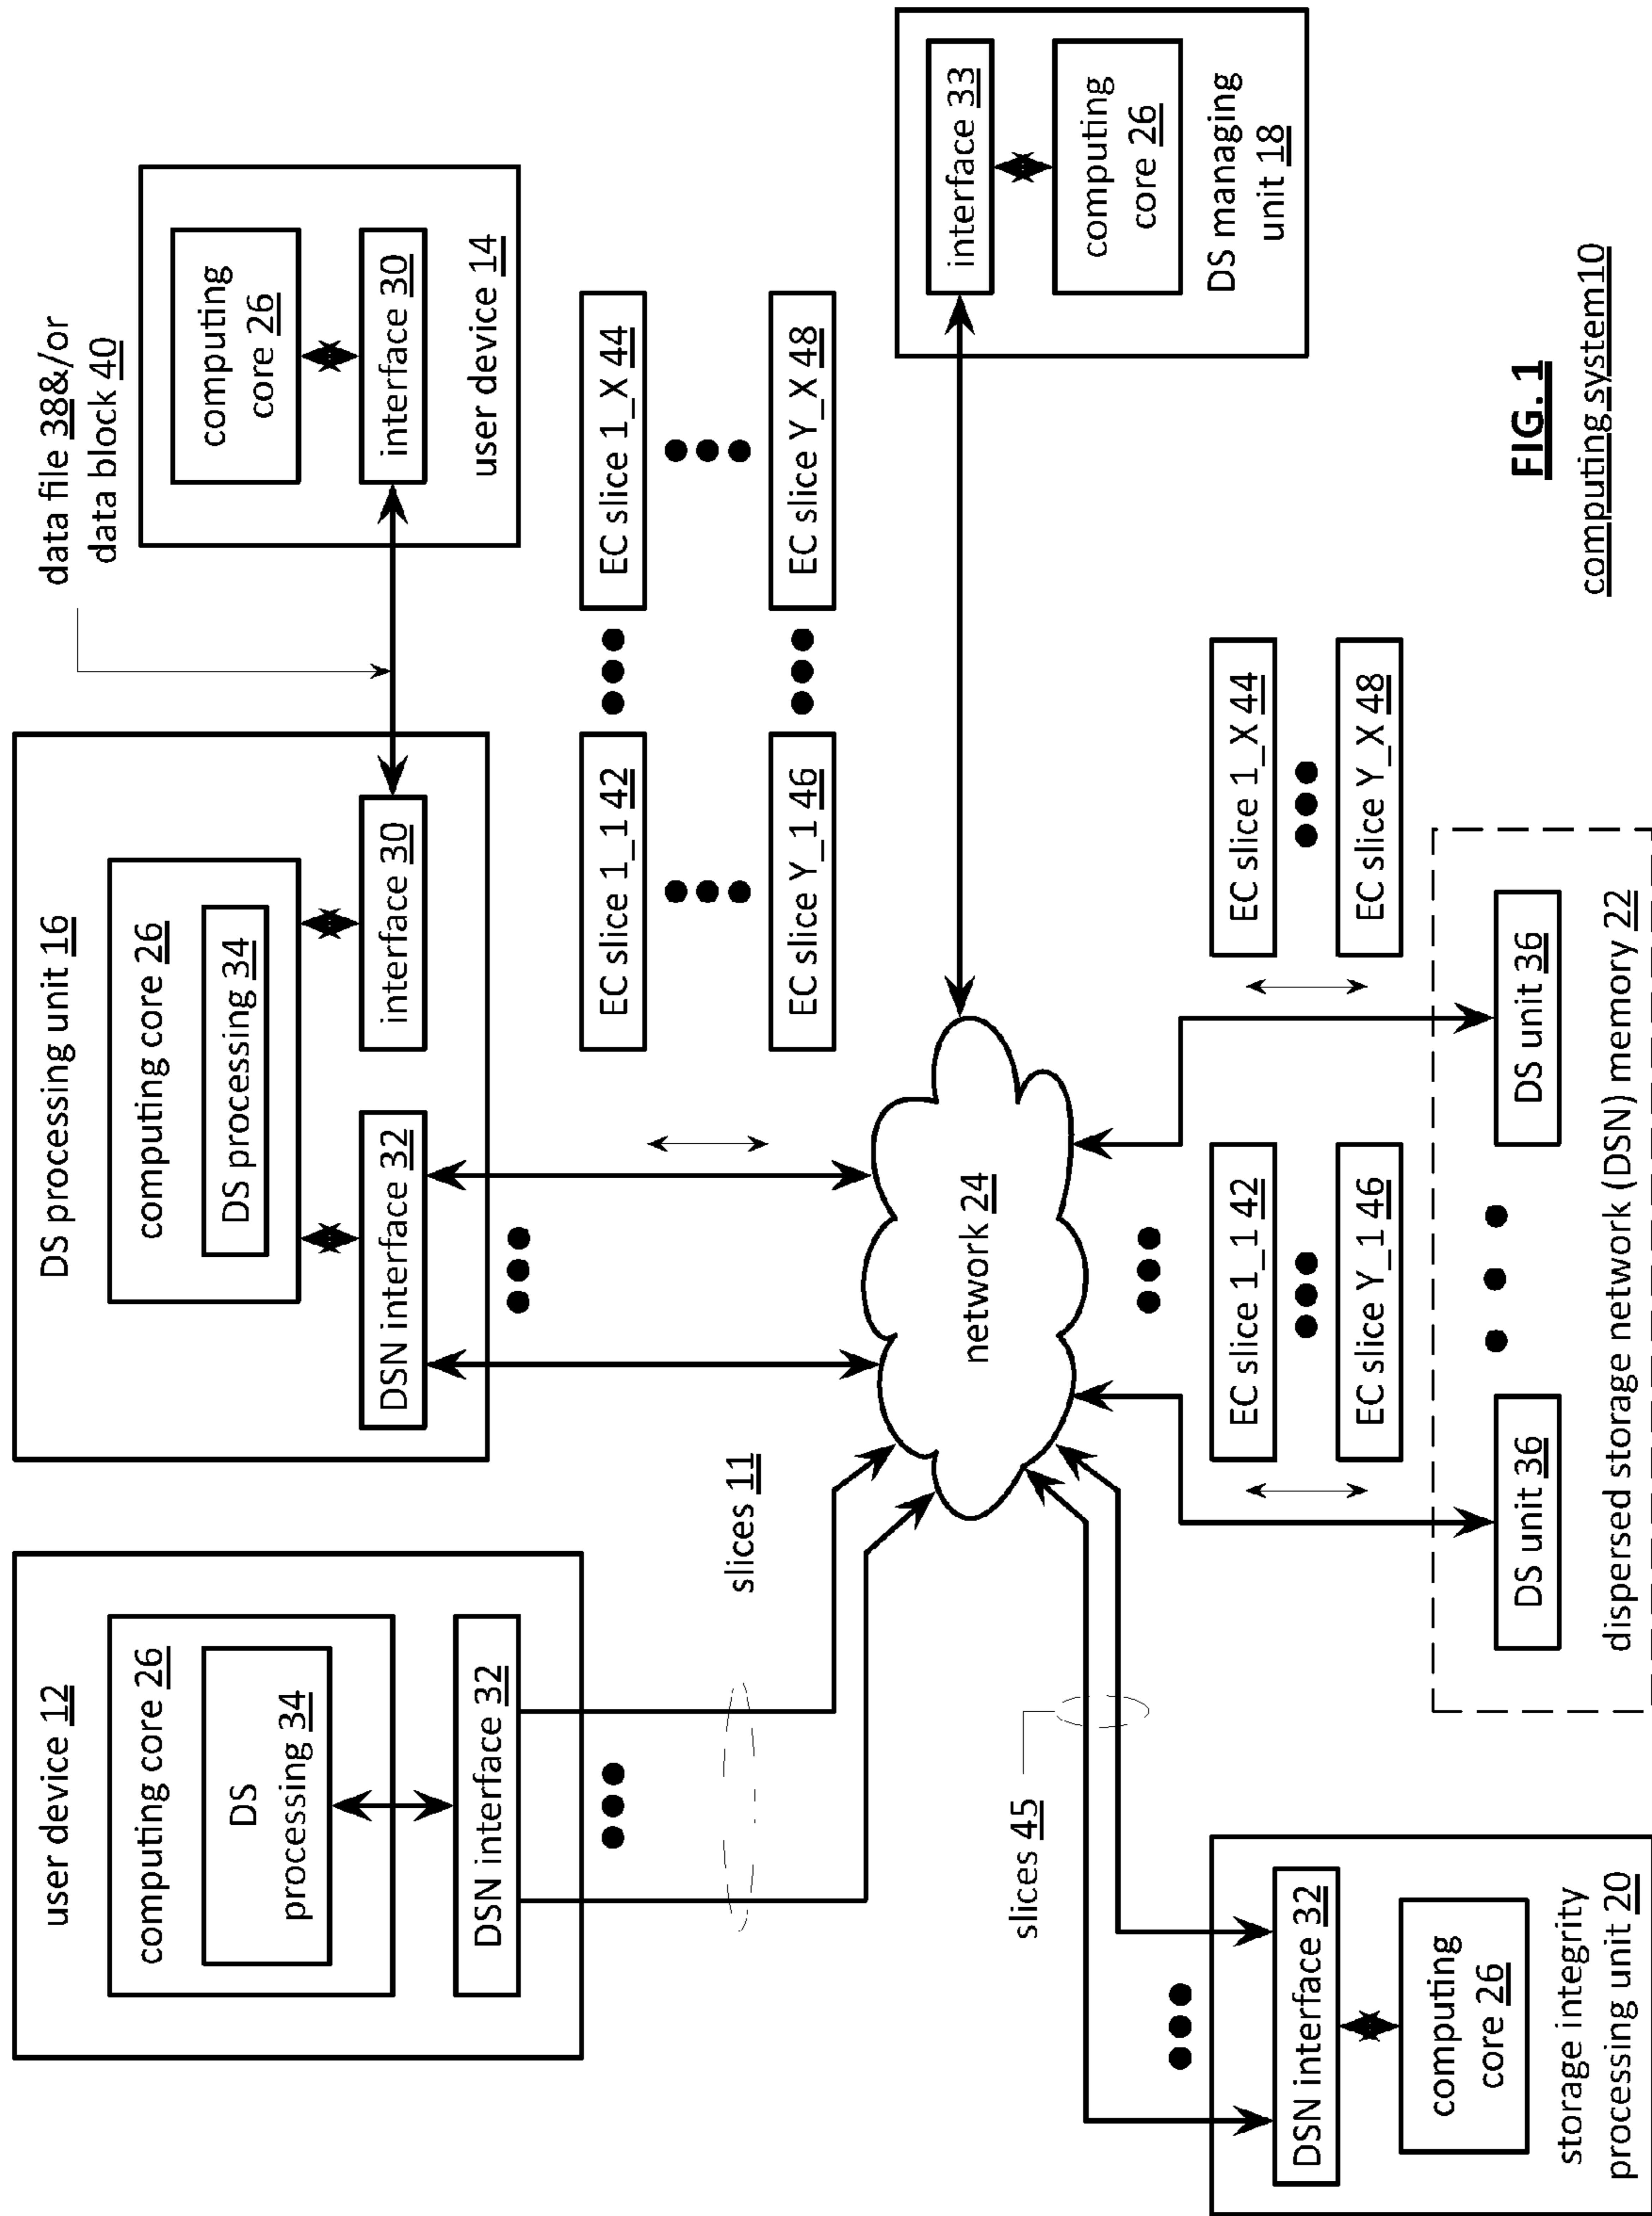 user device 12
computing core 26
DS
processing 34
DSN interface 32
slices 11
DS processing unit 16
computing core 26
DS processing 34
DSN interface 32
interface 30
data file 38&/or
data block 40
computing
core 26
interface 30
user device 14
EC slice 1_1 42
EC slice 1_X 44
EC slice Y_1 46
EC slice Y_X 48
network 24
interface 33
computing
core 26
DS managing
unit 18
slices 45
DSN interface 32
computing
core 26
storage integrity
processing unit 20
EC slice 1_1 42
EC slice Y_1 46
EC slice 1_X 44
EC slice Y_X 48
DS unit 36
DS unit 36
dispersed storage network (DSN) memory 22
FIG. 1
computing system10